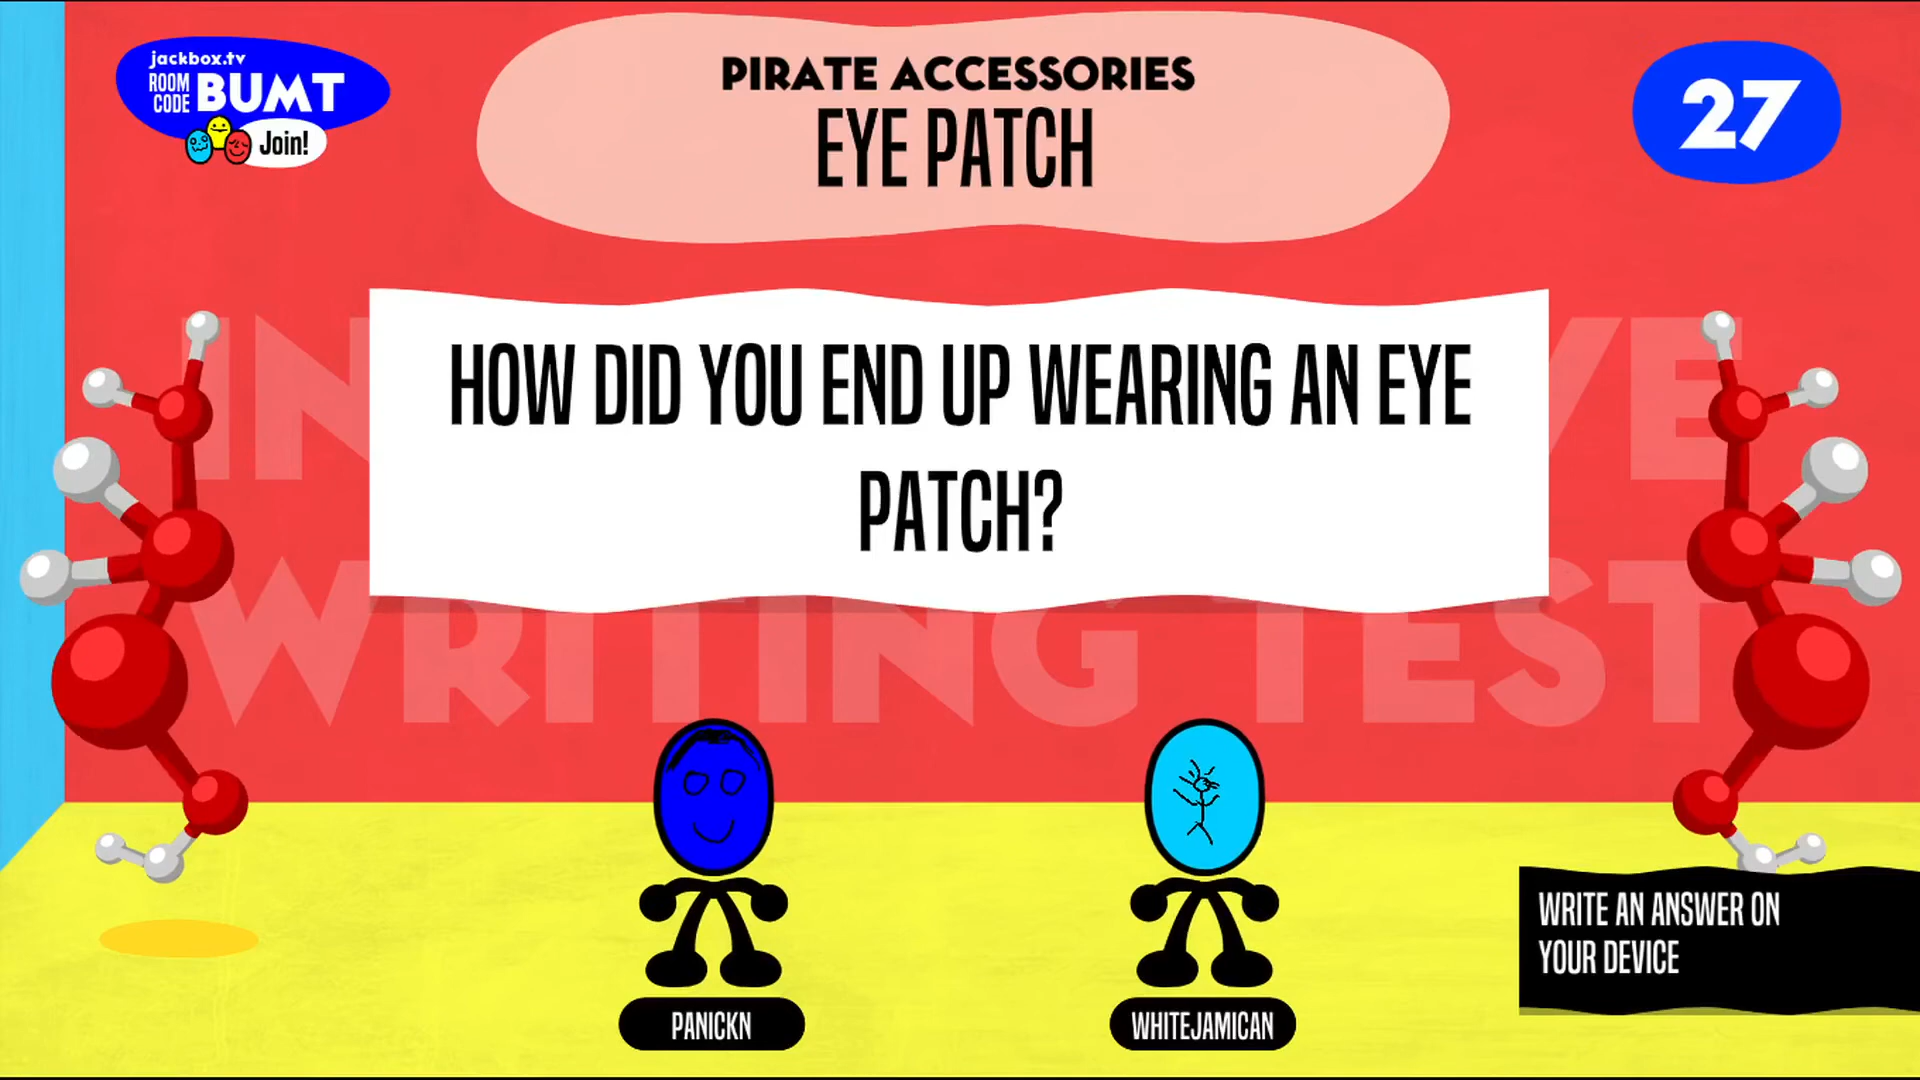 jackbox.tv
ROOM CODE BUMT
Join!
PIRATE ACCESSORIES
EYE PATCH
27
HOW DID YOU END UP WEARING AN EYE
PATCH?
WRITING TEST
PANICKN
WHITEJAMICAN
WRITE AN ANSWER ON
YOUR DEVICE